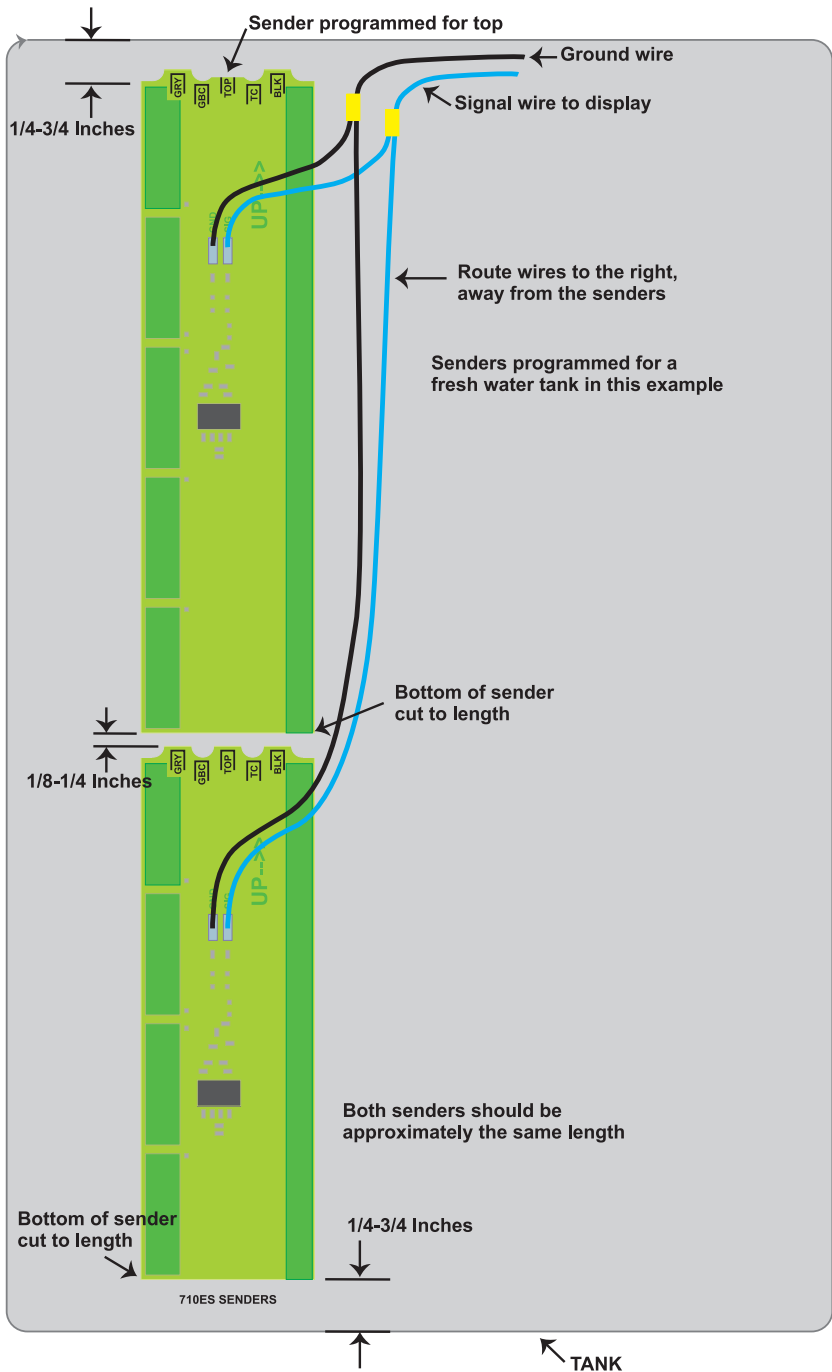 Sender programmed for top
Ground wire
GRY
GBC
TOP
TC
BLK
Signal wire to display
1/4-3/4 Inches
UP--->>
Route wires to the right,
away from the senders
Senders programmed for a
fresh water tank in this example
Bottom of sender
cut to length
1/8-1/4 Inches
GRY
GBC
TOP
TC
BLK
UP--->>
Both senders should be
approximately the same length
Bottom of sender
cut to length
1/4-3/4 Inches
710ES SENDERS
TANK